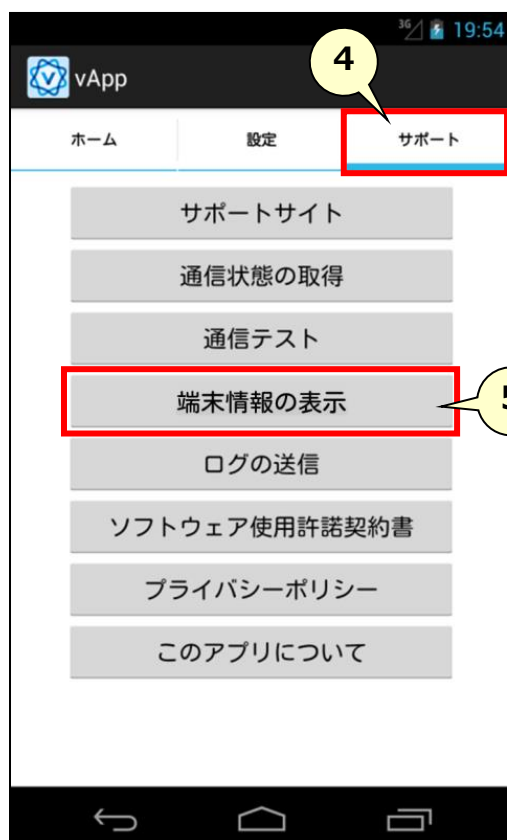 3G 19:54
4
vApp
ホーム 設定 サポート
サポートサイト
通信状態の取得
通信テスト
端末情報の表示
5
ログの送信
ソフトウェア使用許諾契約書
プライバシーポリシー
このアプリについて